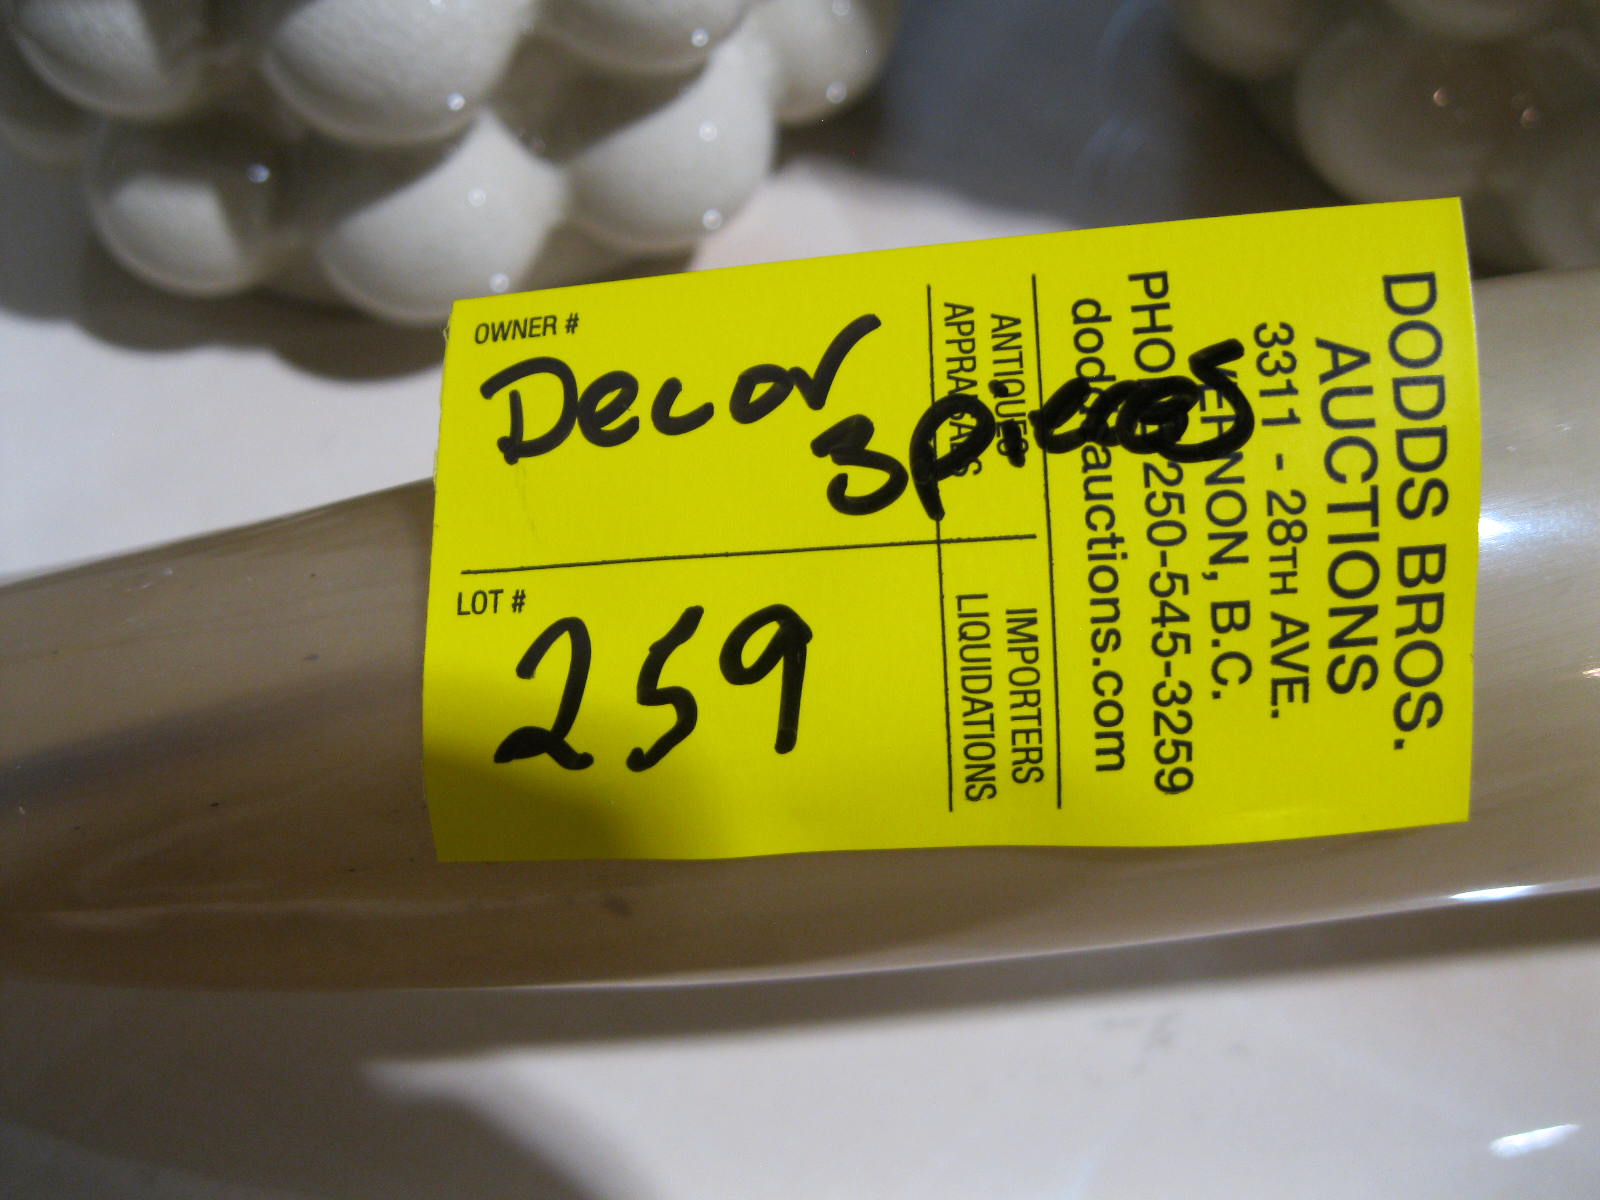 OWNER #
Decor
3p.
LOT #
259
DODDS BROS.
AUCTIONS
3311 - 28TH AVE.
VERNON, B.C.
PHONE 250-545-3259
doddsauctions.com
ANTIQUES IMPORTERS
APPRAISALS LIQUIDATIONS